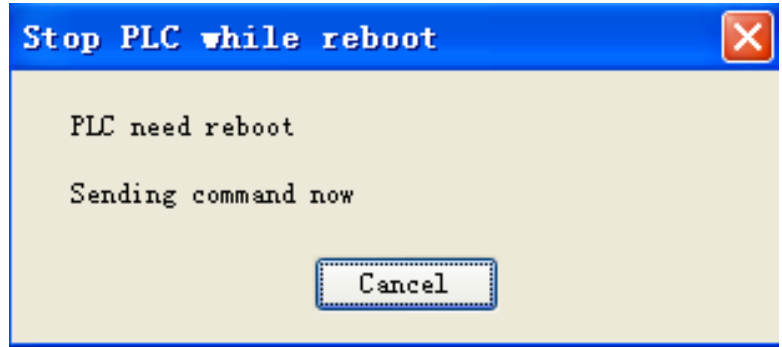 Stop PLC while reboot
PLC need reboot
Sending command now
Cancel